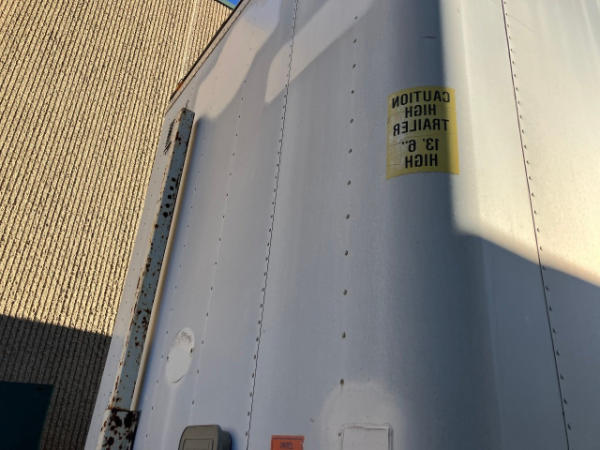 CAUTION
HIGH
TRAILER
13' 6"
HIGH